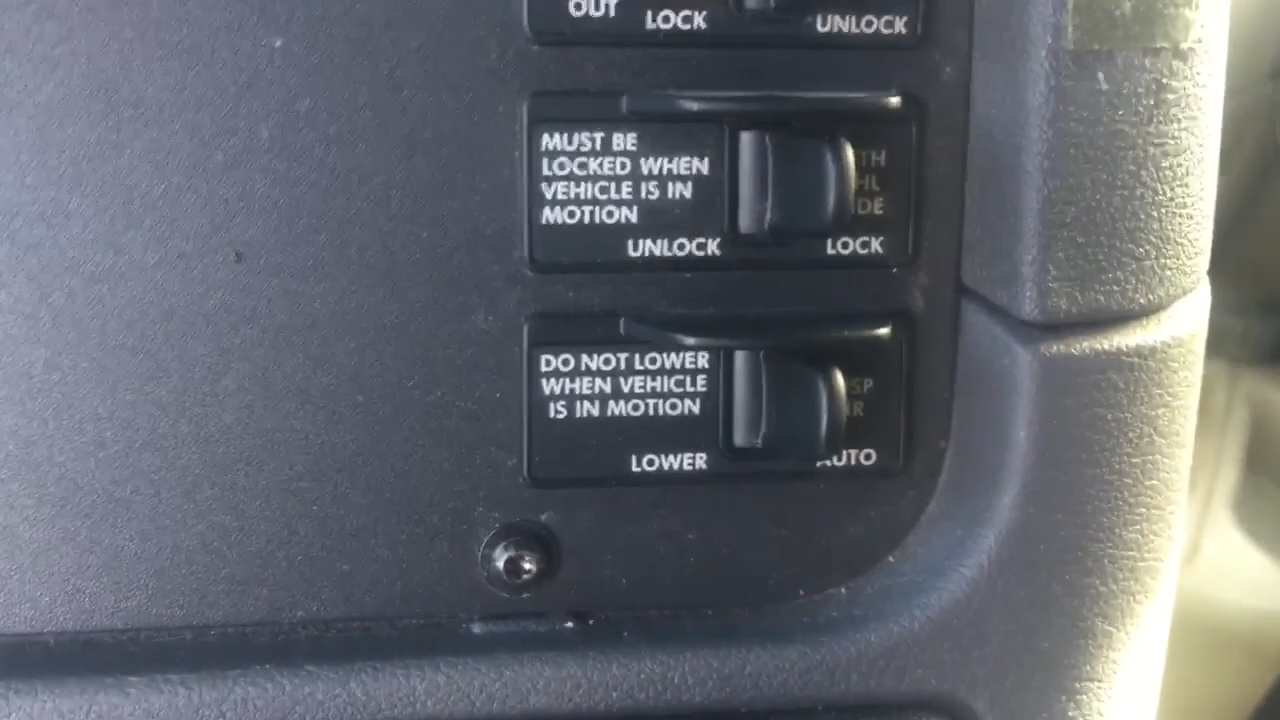 OUT
LOCK
UNLOCK
MUST BE
LOCKED WHEN
VEHICLE IS IN
MOTION
UNLOCK
LOCK
DO NOT LOWER
WHEN VEHICLE
IS IN MOTION
LOWER
AUTO